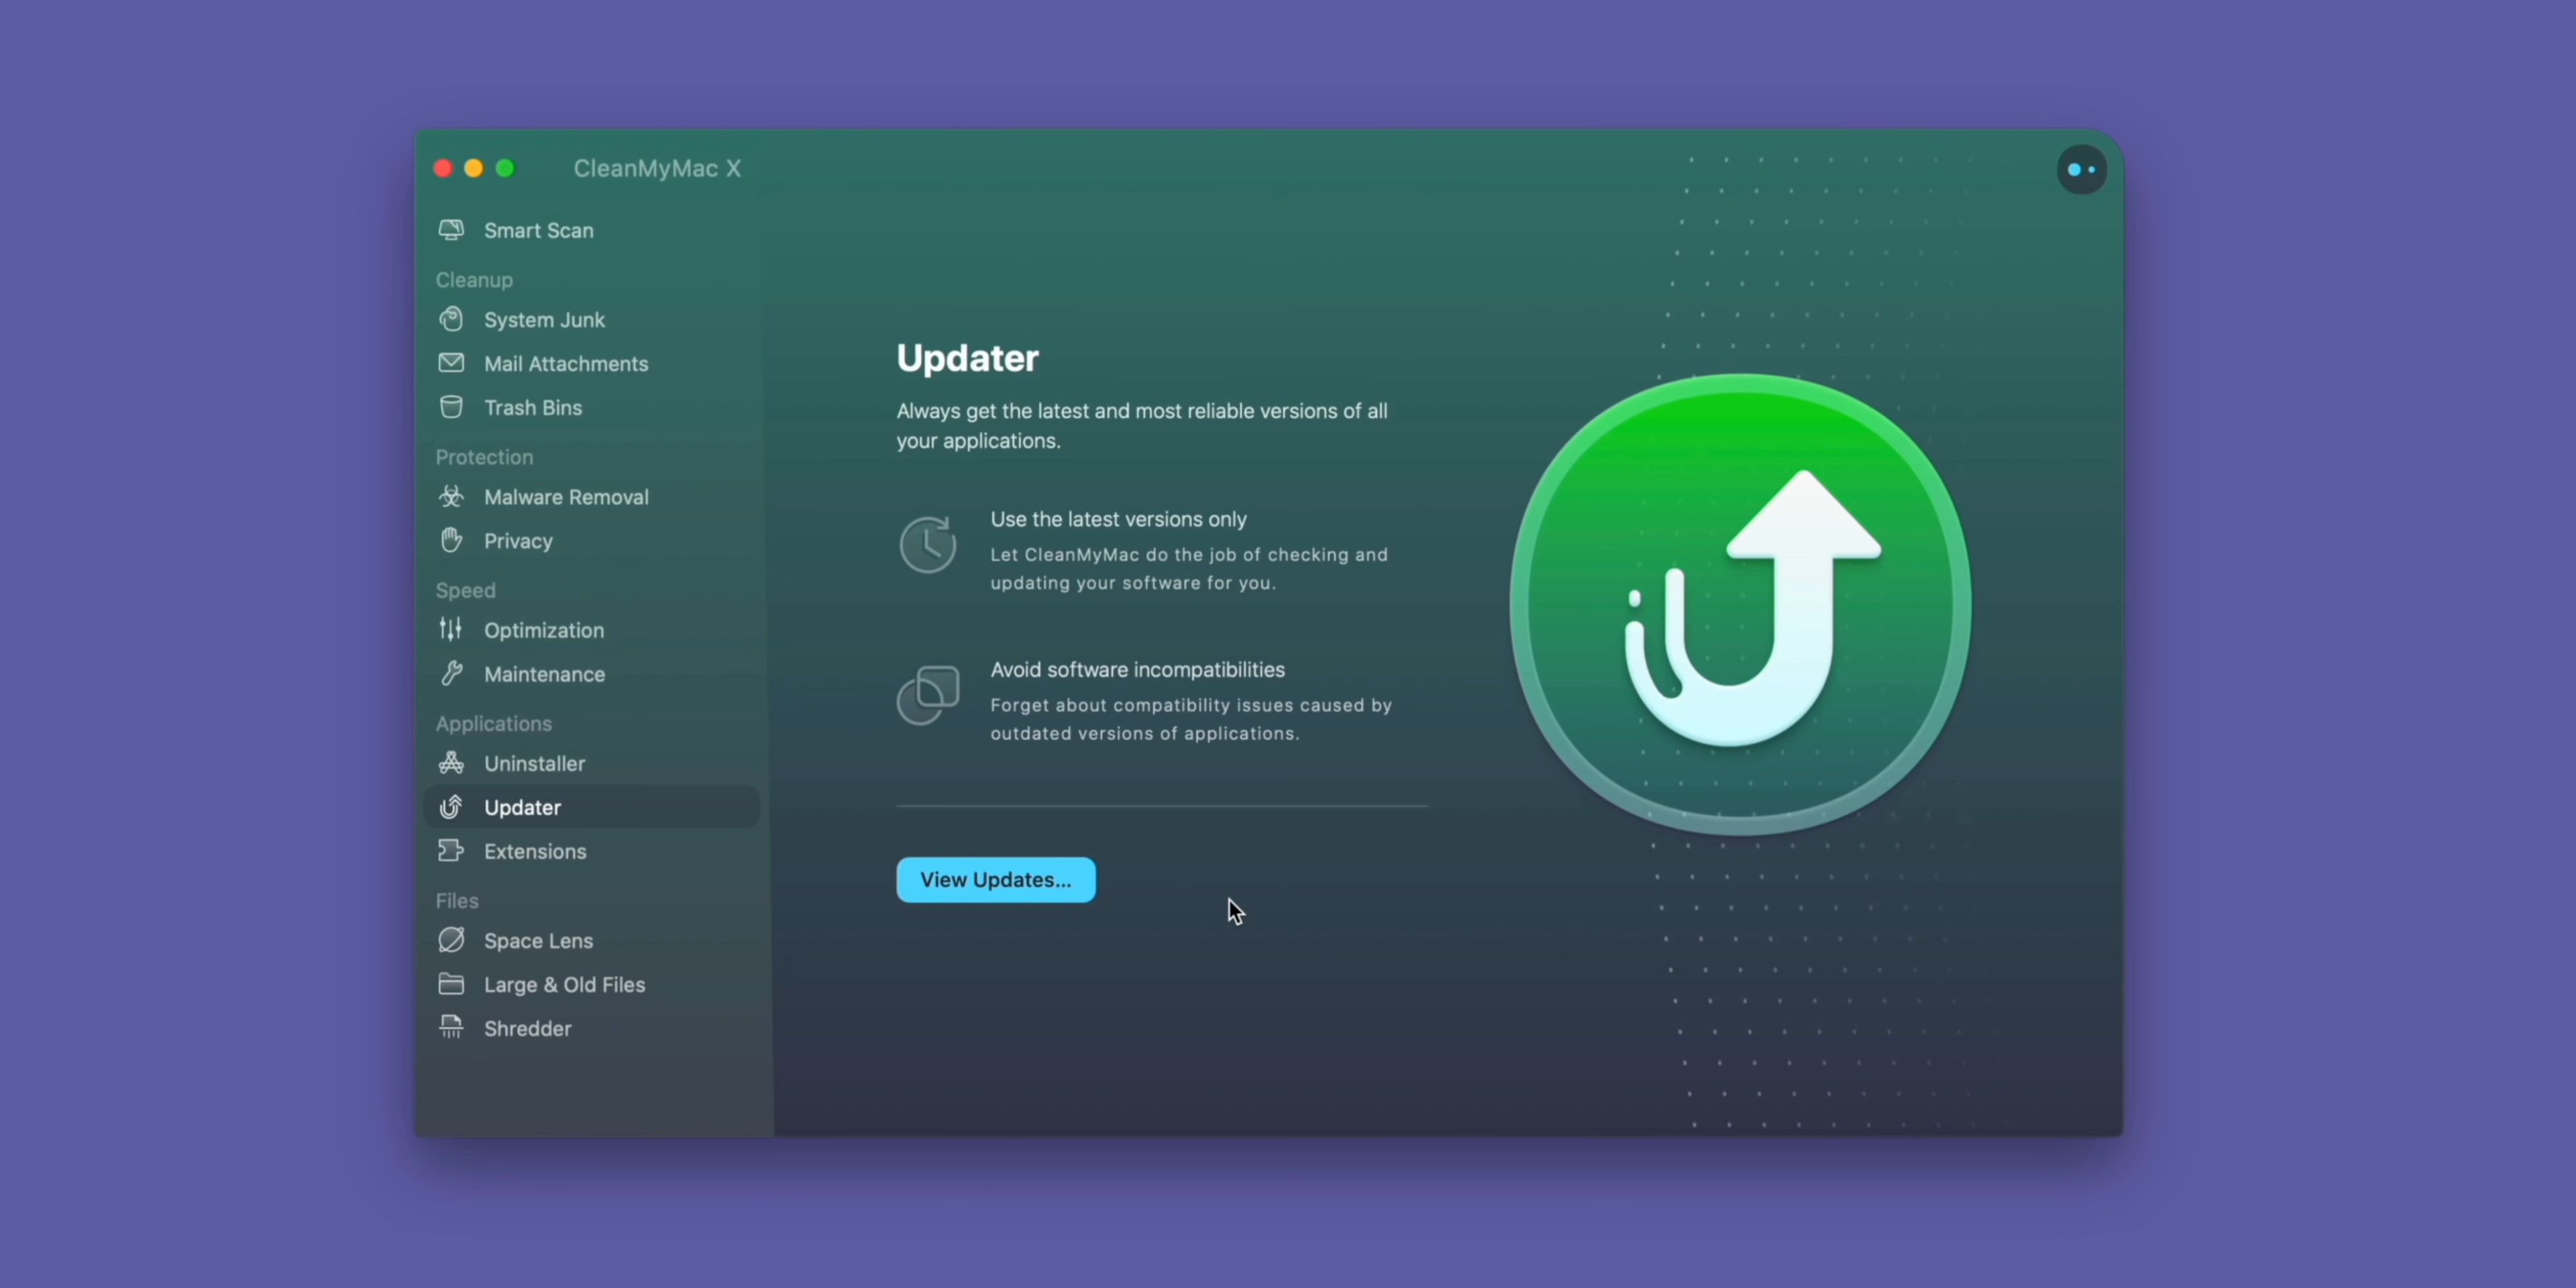 CleanMyMac X
Smart Scan
Cleanup
System Junk
Mail Attachments
Trash Bins
Protection
Malware Removal
Privacy
Speed
Optimization
Maintenance
Applications
Uninstaller
Updater
Extensions
Files
Space Lens
Large & Old Files
Shredder
Updater
Always get the latest and most reliable versions of all
your applications.
Use the latest versions only
Let CleanMyMac do the job of checking and
updating your software for you.
Avoid software incompatibilities
Forget about compatibility issues caused by
outdated versions of applications.
View Updates...